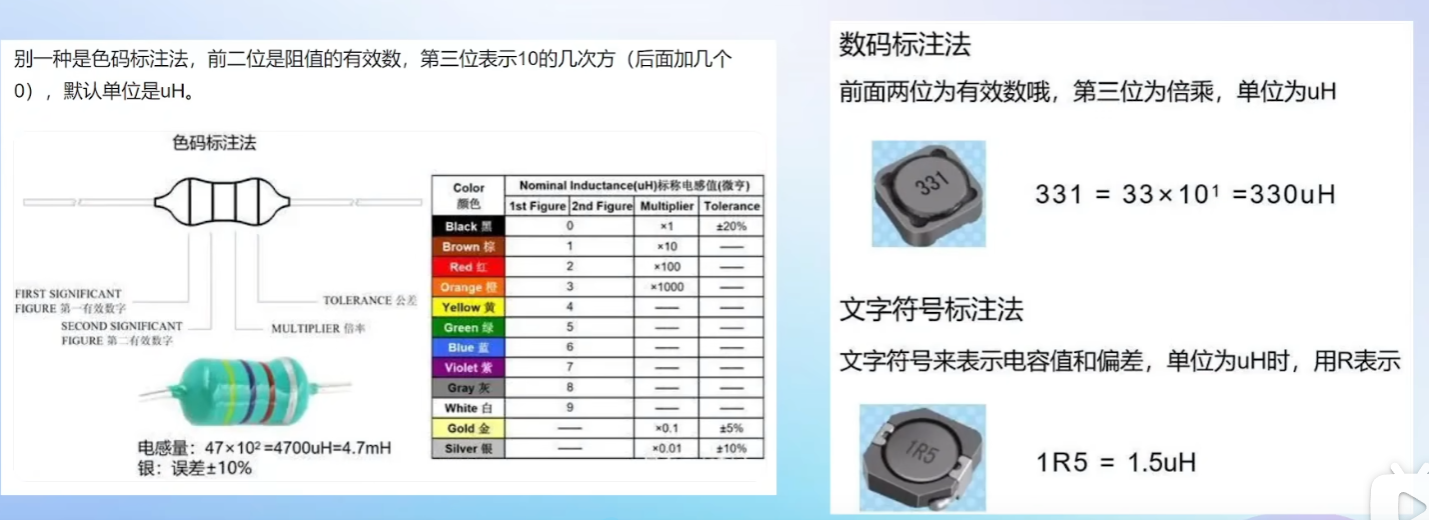 别一种是色码标注法，前二位是阻值的有效数，第三位表示10的几次方（后面加几个
0），默认单位是uH。
色码标注法
FIRST SIGNIFICANT
FIGURE 第一有效数字
SECOND SIGNIFICANT
FIGURE 第二有效数字
TOLERANCE 公差
MULTIPLIER 倍率
电感量：47×10²=4700uH=4.7mH
银：误差±10%
Color 颜色 Nominal Inductance(uH)标称电感值(微亨)
1st Figure 2nd Figure Multiplier Tolerance
Black 黑 0 ×1 ±20%
Brown 棕 1 ×10 ——
Red 红 2 ×100 ——
Orange 橙 3 ×1000 ——
Yellow 黄 4 —— ——
Green 绿 5 —— ——
Blue 蓝 6 —— ——
Violet 紫 7 —— ——
Gray 灰 8 —— ——
White 白 9 —— ——
Gold 金 —— ×0.1 ±5%
Silver 银 —— ×0.01 ±10%
数码标注法
前面两位为有效数哦，第三位为倍乘，单位为uH
331
331 = 33×10¹ =330uH
文字符号标注法
文字符号来表示电容值和偏差，单位为uH时，用R表示
1R5
1R5 = 1.5uH